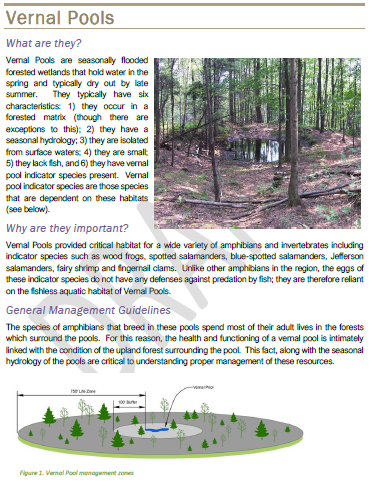 Vernal Pools
What are they?
Vernal Pools are seasonally flooded
forested wetlands that hold water in the
spring and typically dry out by late
summer. They typically have six
characteristics: 1) they occur in a
forested matrix (though there are
exceptions to this); 2) they have a
seasonal hydrology; 3) they are isolated
from surface waters; 4) they are small;
5) they lack fish, and 6) they have vernal
pool indicator species present. Vernal
pool indicator species are those species
that are dependent on these habitats
(see below).
Why are they important?
Vernal Pools provided critical habitat for a wide variety of amphibians and invertebrates including
indicator species such as wood frogs, spotted salamanders, blue-spotted salamanders, Jefferson
salamanders, fairy shrimp and fingernail clams. Unlike other amphibians in the region, the eggs of
these indicator species do not have any defenses against predation by fish; they are therefore reliant
on the fishless aquatic habitat of Vernal Pools.
General Management Guidelines
The species of amphibians that breed in these pools spend most of their adult lives in the forests
which surround the pools. For this reason, the health and functioning of a vernal pool is intimately
linked with the condition of the upland forest surrounding the pool. This fact, along with the seasonal
hydrology of the pools are critical to understanding proper management of these resources.
Vernal Pool
750' Life Zone
100' Buffer
Figure 1. Vernal Pool management zones
DRAFT